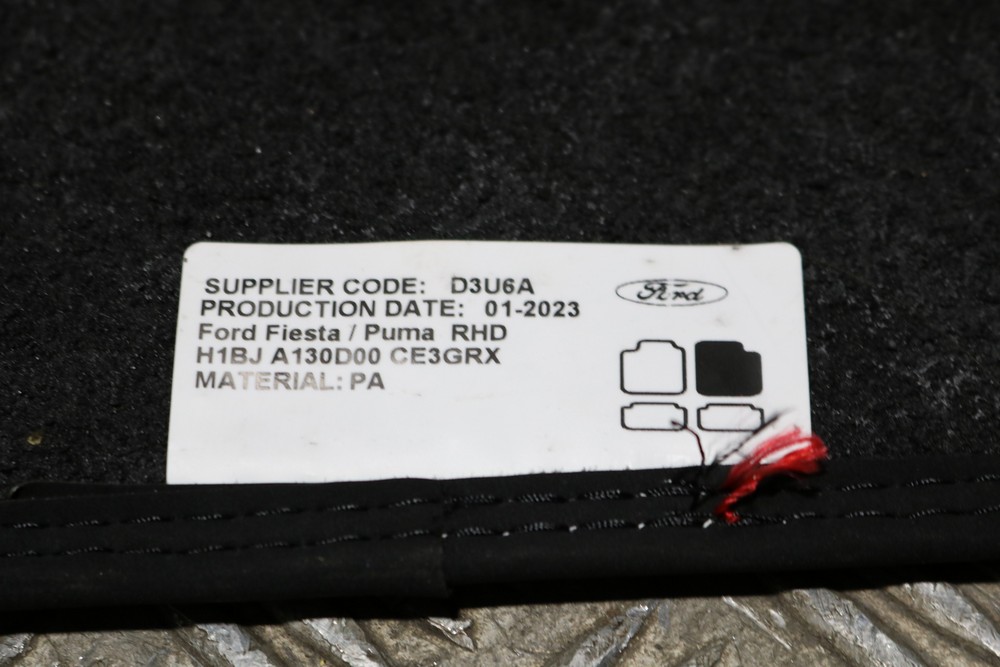 SUPPLIER CODE: D3U6A
PRODUCTION DATE: 01-2023
Ford Fiesta / Puma RHD
H1BJ A130D00 CE3GRX
MATERIAL: PA
Ford